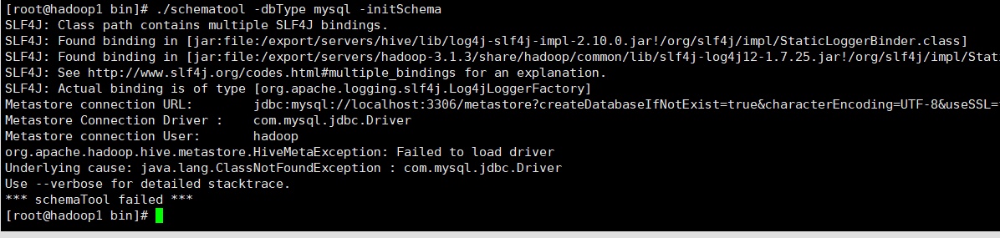 [root@hadoop1 bin]# ./schematool -dbType mysql -initSchema
SLF4J: Class path contains multiple SLF4J bindings.
SLF4J: Found binding in [jar:file:/export/servers/hive/lib/log4j-slf4j-impl-2.10.0.jar!/org/slf4j/impl/StaticLoggerBinder.class]
SLF4J: Found binding in [jar:file:/export/servers/hadoop-3.1.3/share/hadoop/common/lib/slf4j-log4j12-1.7.25.jar!/org/slf4j/impl/Stat
SLF4J: See http://www.slf4j.org/codes.html#multiple_bindings for an explanation.
SLF4J: Actual binding is of type [org.apache.logging.slf4j.Log4jLoggerFactory]
Metastore connection URL: jdbc:mysql://localhost:3306/metastore?createDatabaseIfNotExist=true&characterEncoding=UTF-8&useSSL=
Metastore Connection Driver : com.mysql.jdbc.Driver
Metastore connection User: hadoop
org.apache.hadoop.hive.metastore.HiveMetaException: Failed to load driver
Underlying cause: java.lang.ClassNotFoundException : com.mysql.jdbc.Driver
Use --verbose for detailed stacktrace.
*** schemaTool failed ***
[root@hadoop1 bin]#